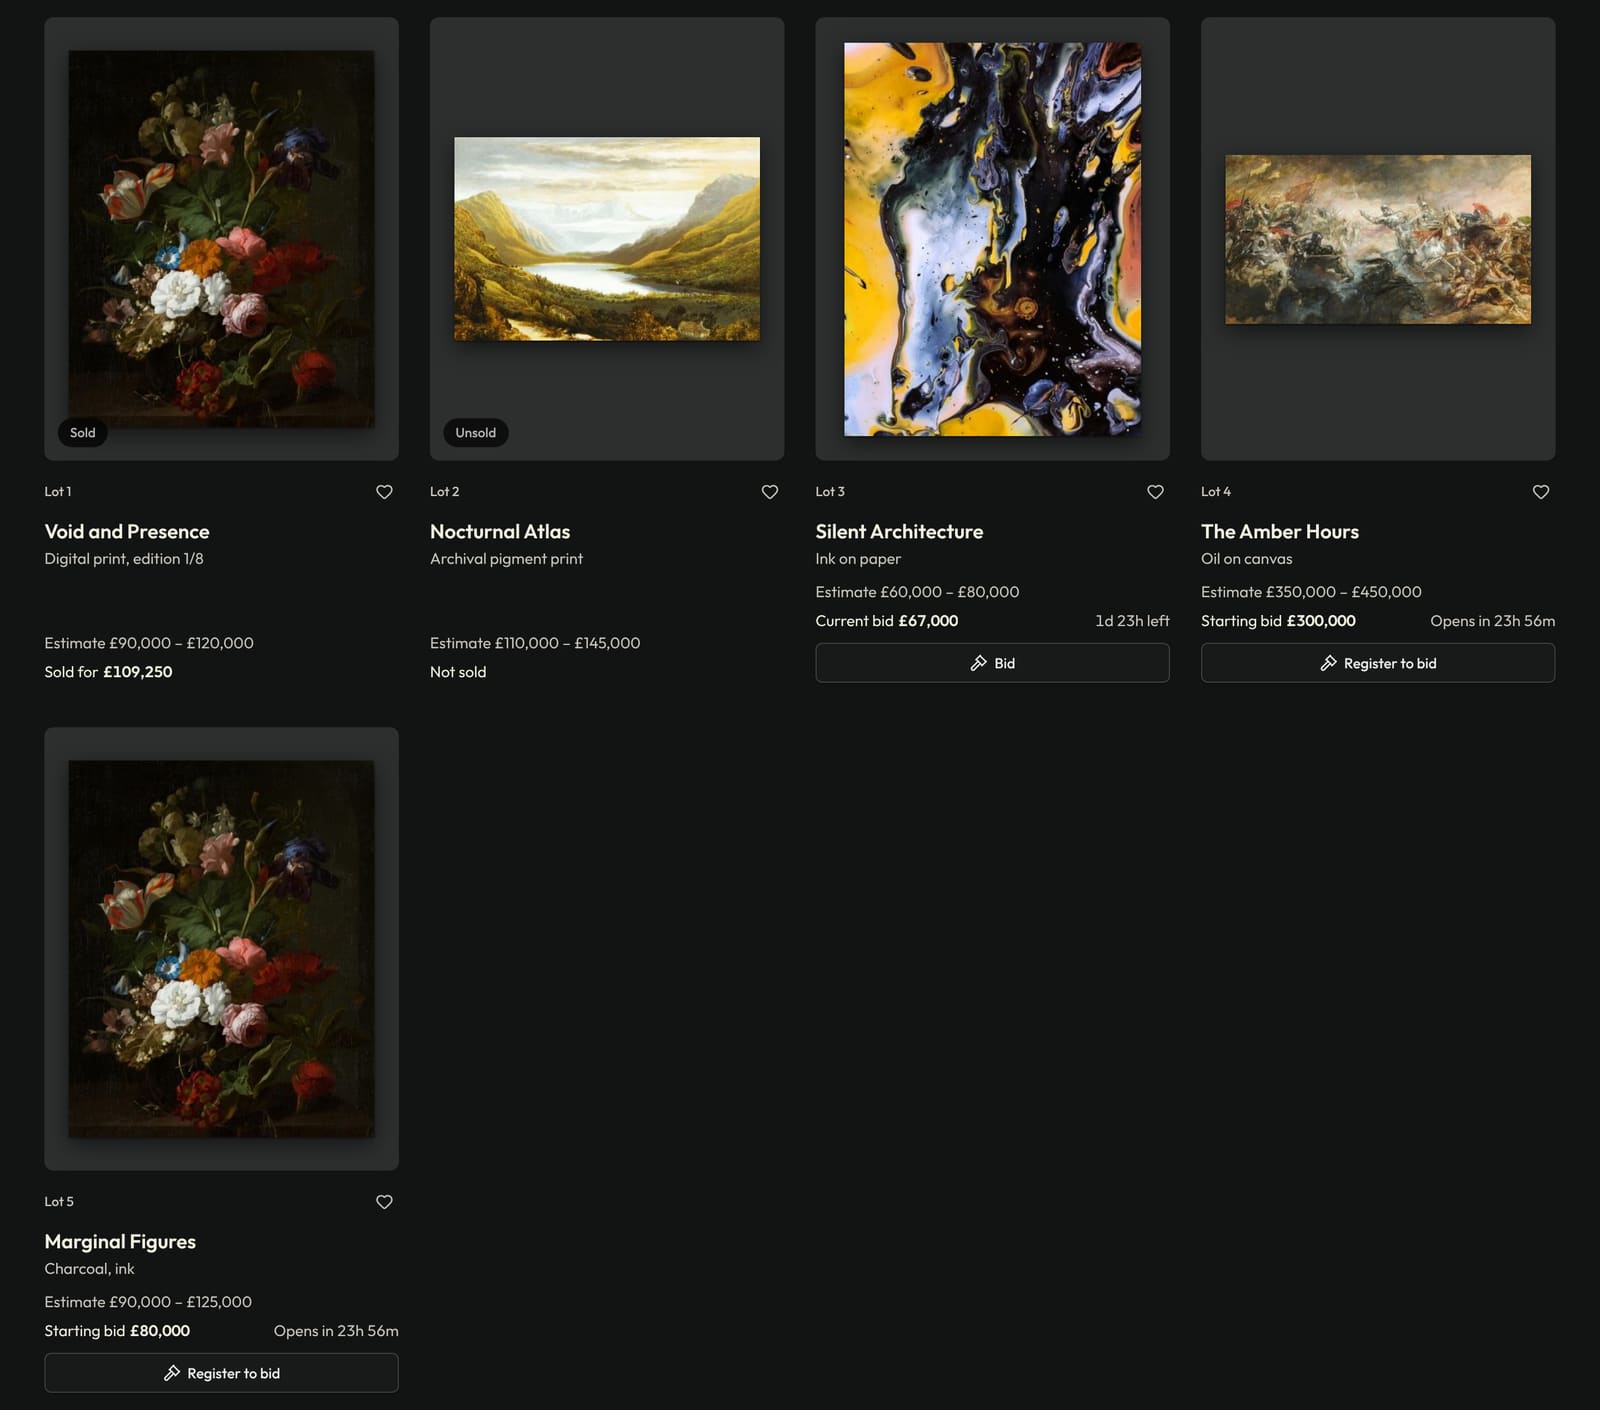 Sold
Lot 1
Void and Presence
Digital print, edition 1/8
Estimate £90,000 – £120,000
Sold for £109,250
Unsold
Lot 2
Nocturnal Atlas
Archival pigment print
Estimate £110,000 – £145,000
Not sold
Lot 3
Silent Architecture
Ink on paper
Estimate £60,000 – £80,000
Current bid £67,000 1d 23h left
Bid
Lot 4
The Amber Hours
Oil on canvas
Estimate £350,000 – £450,000
Starting bid £300,000 Opens in 23h 56m
Register to bid
Lot 5
Marginal Figures
Charcoal, ink
Estimate £90,000 – £125,000
Starting bid £80,000 Opens in 23h 56m
Register to bid